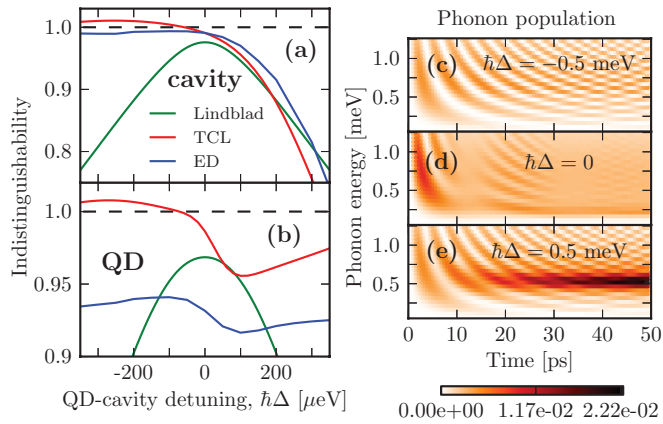 Indistinguishability
1.0
0.9
0.8
(a)
cavity
Lindblad
TCL
ED
1.0
0.95
0.9
(b)
QD
-200
0
200
QD-cavity detuning, ℏΔ [μeV]
Phonon population
Phonon energy [meV]
1.0
0.5
(c)
ℏΔ = −0.5 meV
1.0
0.5
(d)
ℏΔ = 0
1.0
0.5
(e)
ℏΔ = 0.5 meV
0
10
20
30
40
50
Time [ps]
0.00e+00
1.17e-02
2.22e-02